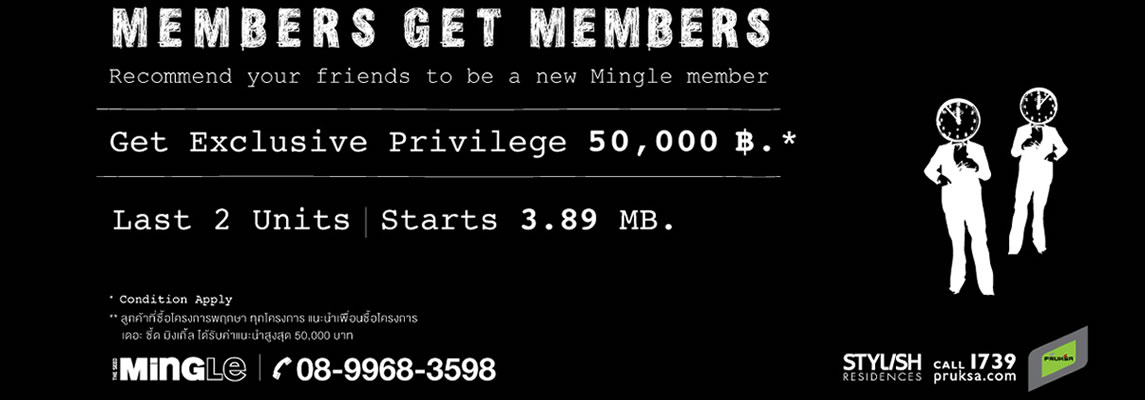 MEMBERS GET MEMBERS
Recommend your friends to be a new Mingle member
Get Exclusive Privilege 50,000 ฿.*
Last 2 Units | Starts 3.89 MB.
* Condition Apply
** ลูกค้าที่ซื้อโครงการพฤกษา ทุกโครงการ แนะนำเพื่อนซื้อโครงการ
เดอะ ซี้ด มิงเกิ้ล ได้รับค่าแนะนำสูงสุด 50,000 บาท
THE SEED MiNGLe | 08-9968-3598
STYLISH RESIDENCES
CALL 1739
pruksa.com
PRUKSA